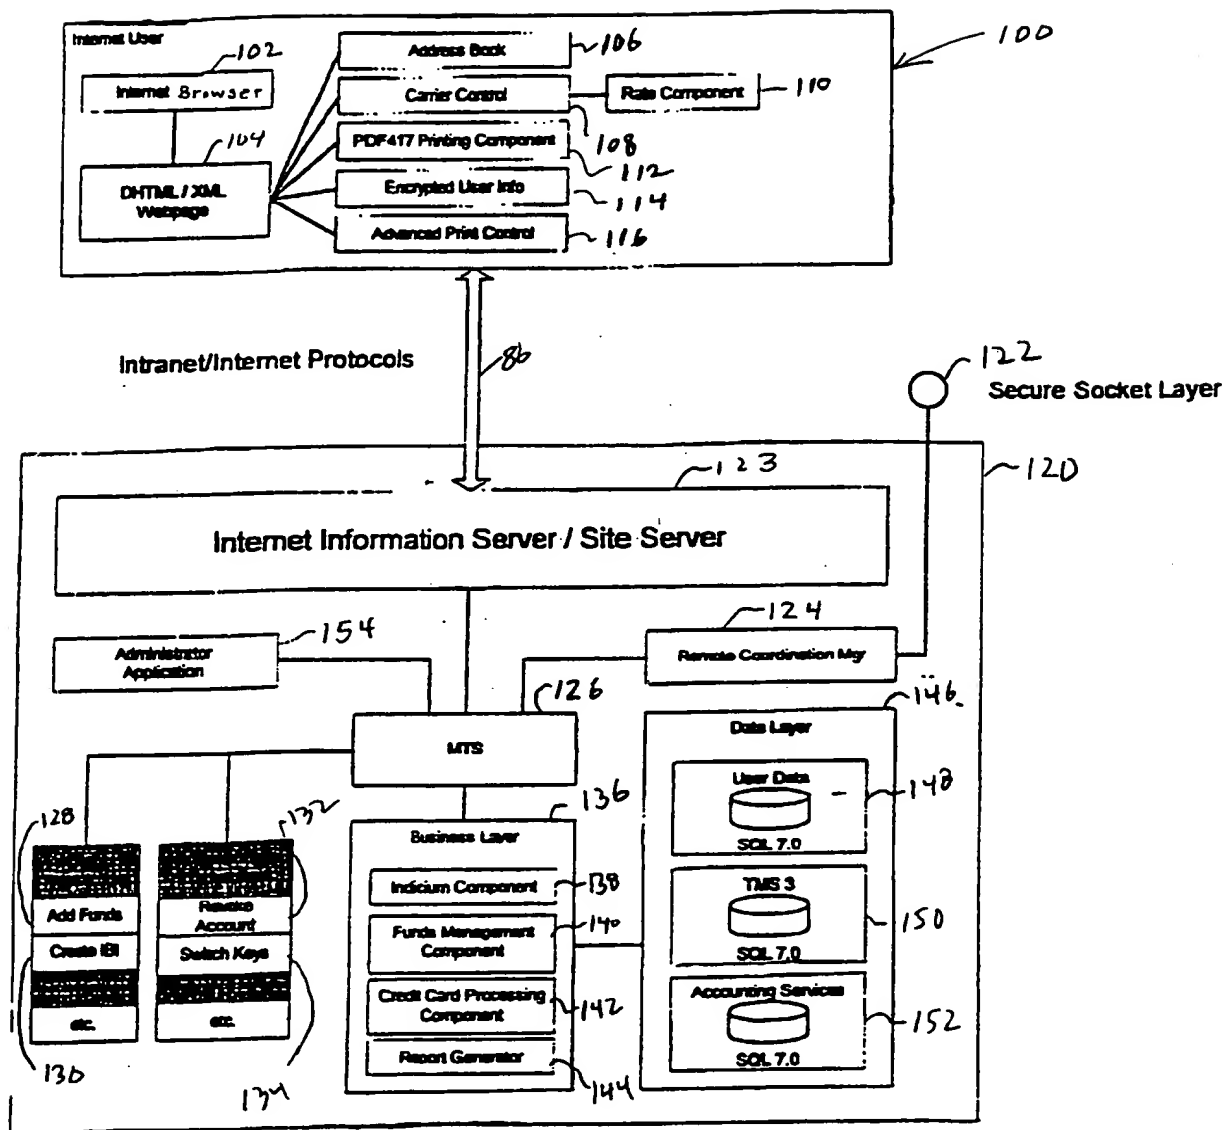 Internet User
102
Internet Browser
104
DHTML / XML
Webpage
Address Book
106
Carrier Control
108
Rate Component
110
PDF417 Printing Component
112
Encrypted User Info
114
Advanced Print Control
116
100
Intranet/Internet Protocols
86
122
Secure Socket Layer
120
123
Internet Information Server / Site Server
154
Administrator
Application
124
Remote Coordination Mgr
126
MTS
128
132
Add Funds
Create IBI
etc.
130
Revoke
Account
Switch Keys
etc.
134
136
Business Layer
Indicium Component
138
Funds Management
Component
140
Credit Card Processing
Component
142
Report Generator
144
146
Data Layer
User Data
SQL 7.0
148
TMS 3
SQL 7.0
150
Accounting Services
SQL 7.0
152